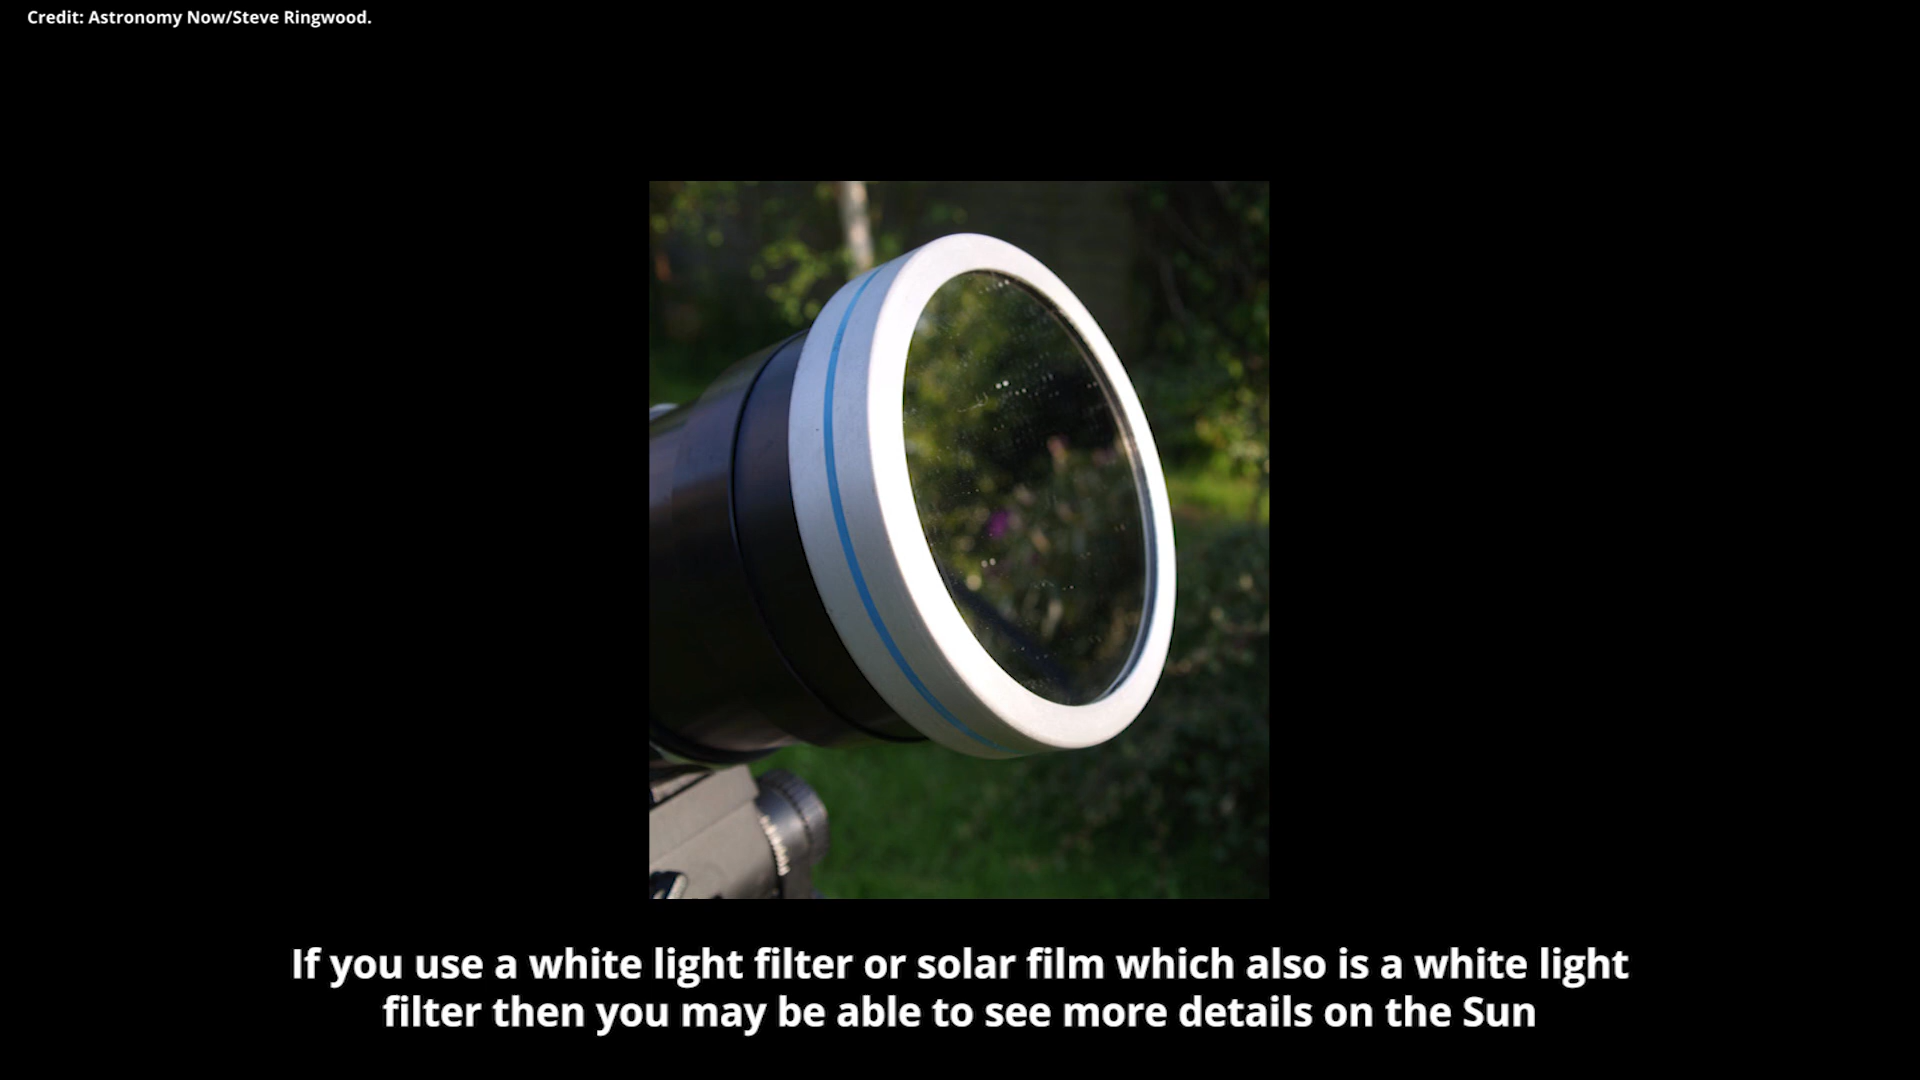 Credit: Astronomy Now/Steve Ringwood.
If you use a white light filter or solar film which also is a white light
filter then you may be able to see more details on the Sun